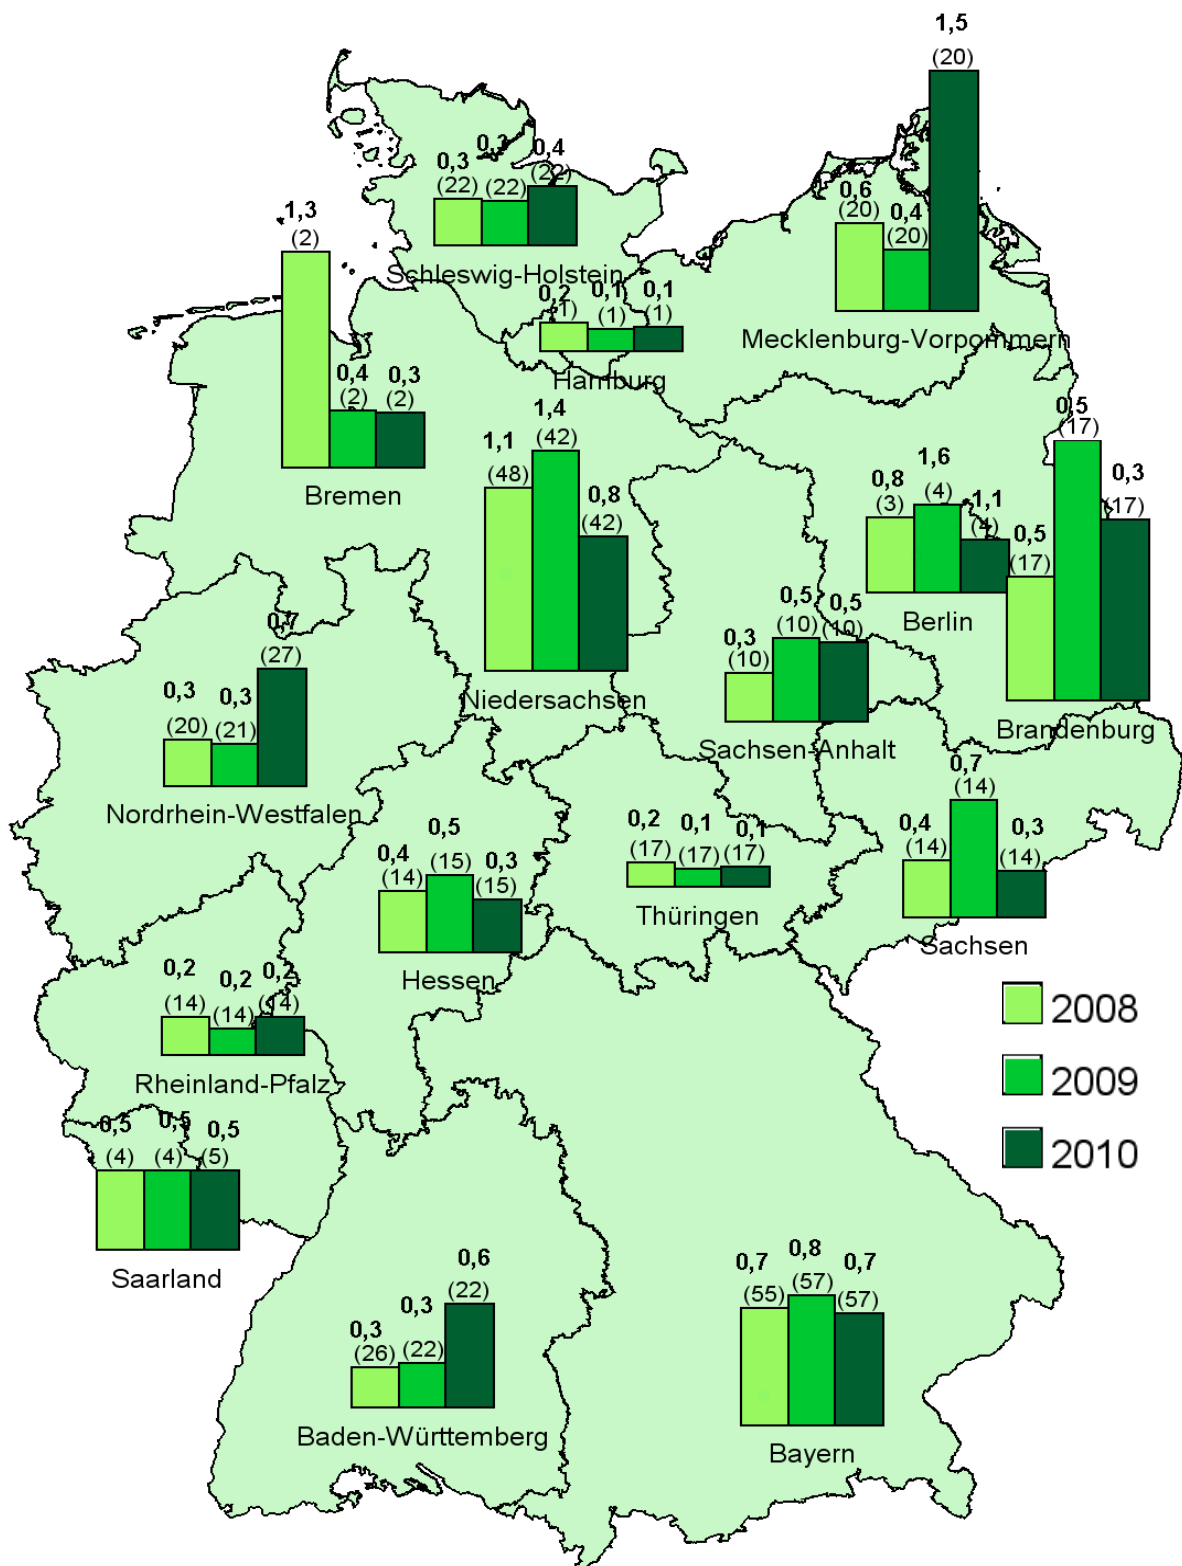 1,5
(20)
0,3 0,3 0,4
(22) (22) (22)
Schleswig-Holstein
0,6 0,4
(20) (20)
Mecklenburg-Vorpommern
1,3
(2)
0,4 0,3
(2) (2)
Bremen
0,2 0,1 0,1
(1) (1) (1)
Hamburg
1,1 1,4 0,8
(48) (42) (42)
Niedersachsen
0,8 1,6 1,1
(3) (4) (4)
Berlin
0,5 0,5 0,3
(17) (17) (17)
Brandenburg
0,3 0,5 0,5
(10) (10) (10)
Sachsen-Anhalt
0,3 0,3 0,7
(20) (21) (27)
Nordrhein-Westfalen
0,4 0,5 0,3
(14) (15) (15)
Hessen
0,2 0,1 0,1
(17) (17) (17)
Thüringen
0,4 0,7 0,3
(14) (14) (14)
Sachsen
0,2 0,2 0,2
(14) (14) (14)
Rheinland-Pfalz
2008
2009
2010
0,5 0,5 0,5
(4) (4) (5)
Saarland
0,3 0,3 0,6
(26) (22) (22)
Baden-Württemberg
0,7 0,8 0,7
(55) (57) (57)
Bayern